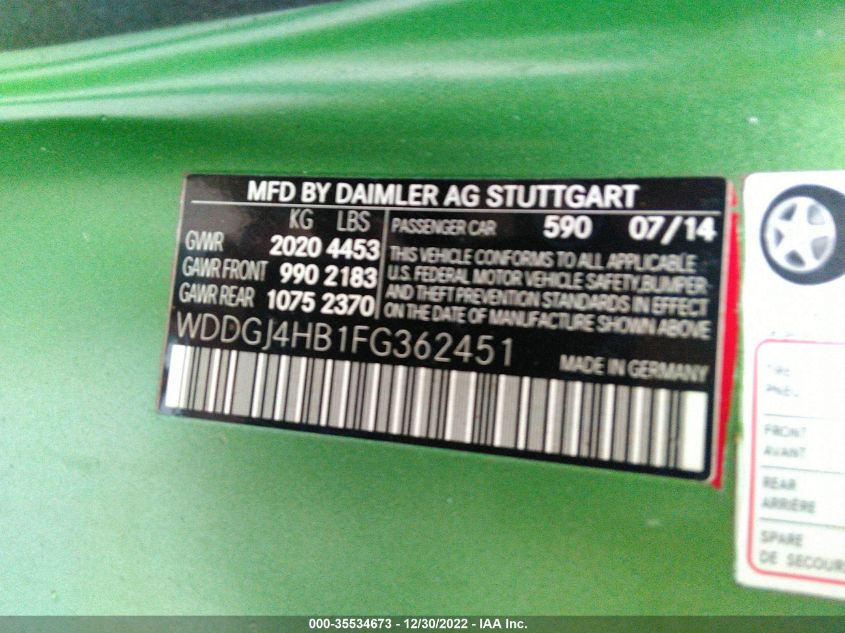 MFD BY DAIMLER AG STUTTGART
KG LBS
GVWR 2020 4453
GAWR FRONT 990 2183
GAWR REAR 1075 2370
PASSENGER CAR 590 07/14
THIS VEHICLE CONFORMS TO ALL APPLICABLE
U.S. FEDERAL MOTOR VEHICLE SAFETY,BUMPER-
AND THEFT PREVENTION STANDARDS IN EFFECT
ON THE DATE OF MANUFACTURE SHOWN ABOVE
WDDGJ4HB1FG362451
MADE IN GERMANY
TIRE
PNEU
FRONT
AVANT
REAR
ARRIÈRE
SPARE
DE SECOURS
000-35534673 - 12/30/2022 - IAA Inc.